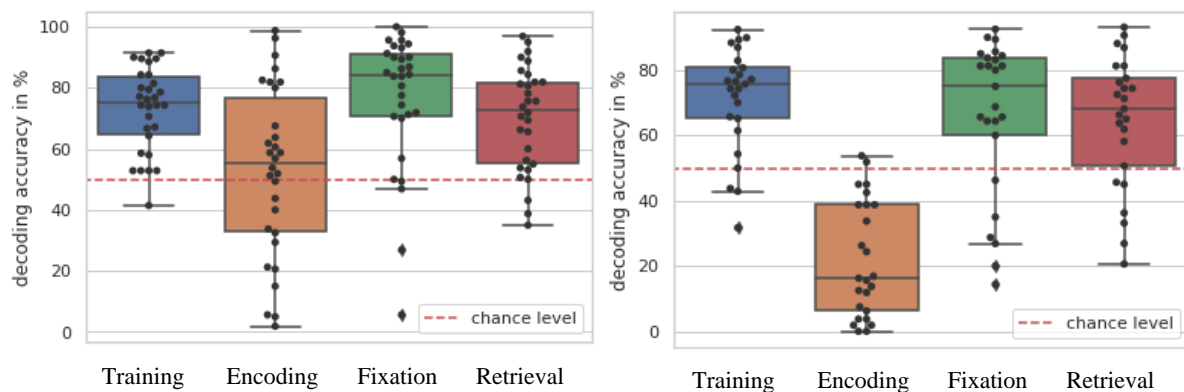 decoding accuracy in %
100
80
60
40
20
0
chance level
Training Encoding Fixation Retrieval
decoding accuracy in %
80
60
40
20
0
chance level
Training Encoding Fixation Retrieval